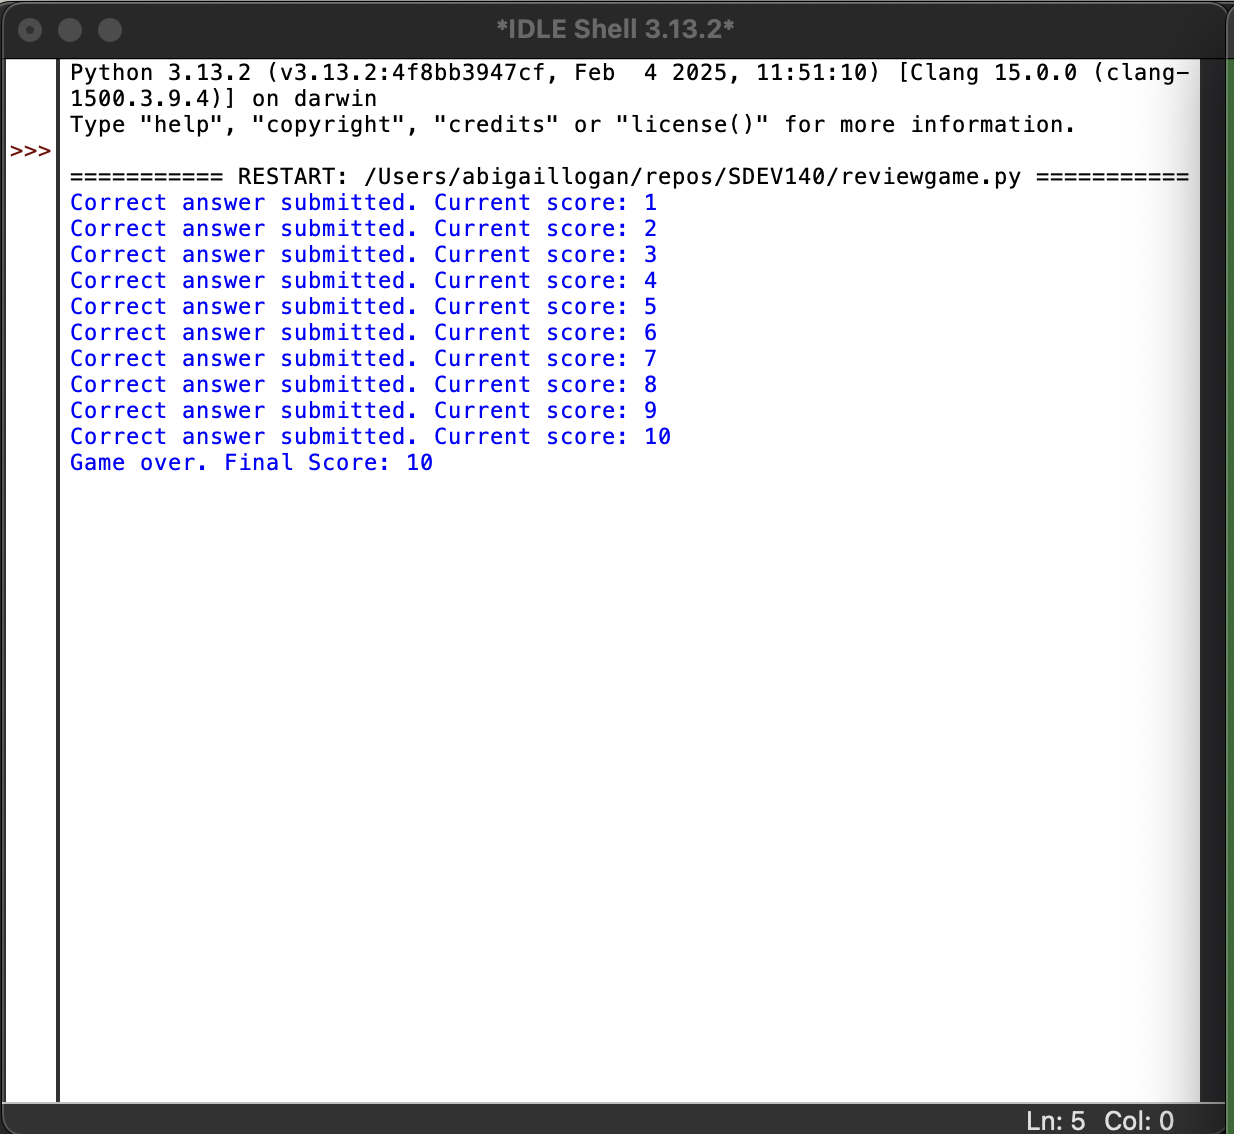 *IDLE Shell 3.13.2*
Python 3.13.2 (v3.13.2:4f8bb3947cf, Feb  4 2025, 11:51:10) [Clang 15.0.0 (clang-
1500.3.9.4)] on darwin
Type "help", "copyright", "credits" or "license()" for more information.
>>>
=========== RESTART: /Users/abigaillogan/repos/SDEV140/reviewgame.py ===========
Correct answer submitted. Current score: 1
Correct answer submitted. Current score: 2
Correct answer submitted. Current score: 3
Correct answer submitted. Current score: 4
Correct answer submitted. Current score: 5
Correct answer submitted. Current score: 6
Correct answer submitted. Current score: 7
Correct answer submitted. Current score: 8
Correct answer submitted. Current score: 9
Correct answer submitted. Current score: 10
Game over. Final Score: 10
Ln: 5  Col: 0